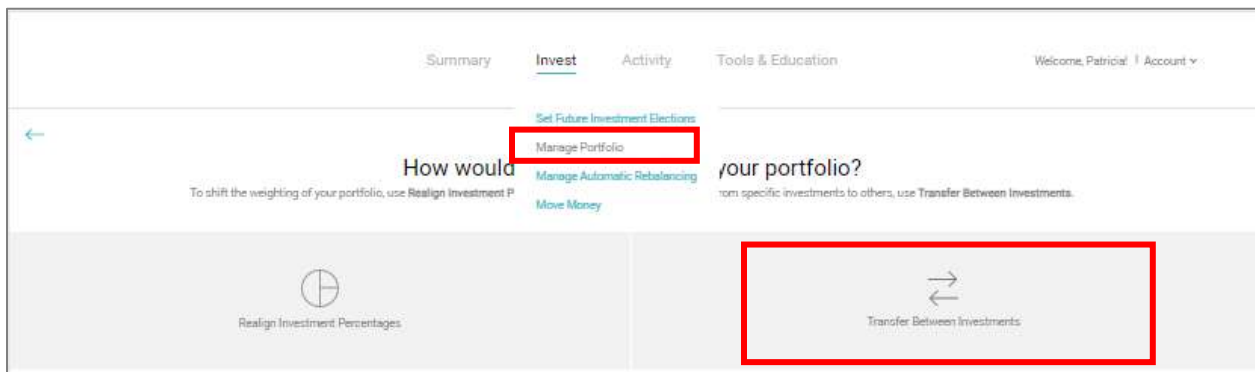 Summary Invest Activity Tools & Education Welcome, Patricia! | Account
Set Future Investment Elections
Manage Portfolio
Manage Automatic Rebalancing
Move Money
How would your portfolio?
To shift the weighting of your portfolio, use Realign Investment P rom specific investments to others, use Transfer Between Investments.
Realign Investment Percentages
Transfer Between Investments